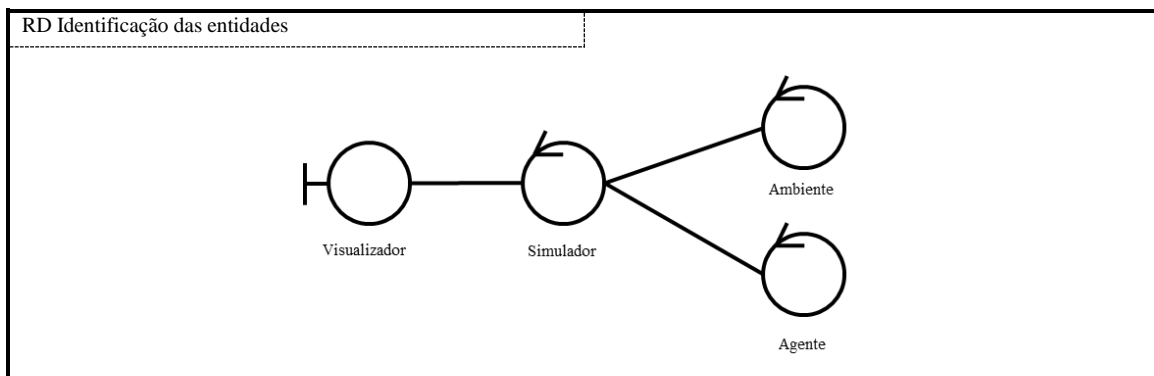 RD Identificação das entidades
Ambiente
Visualizador
Simulador
Agente